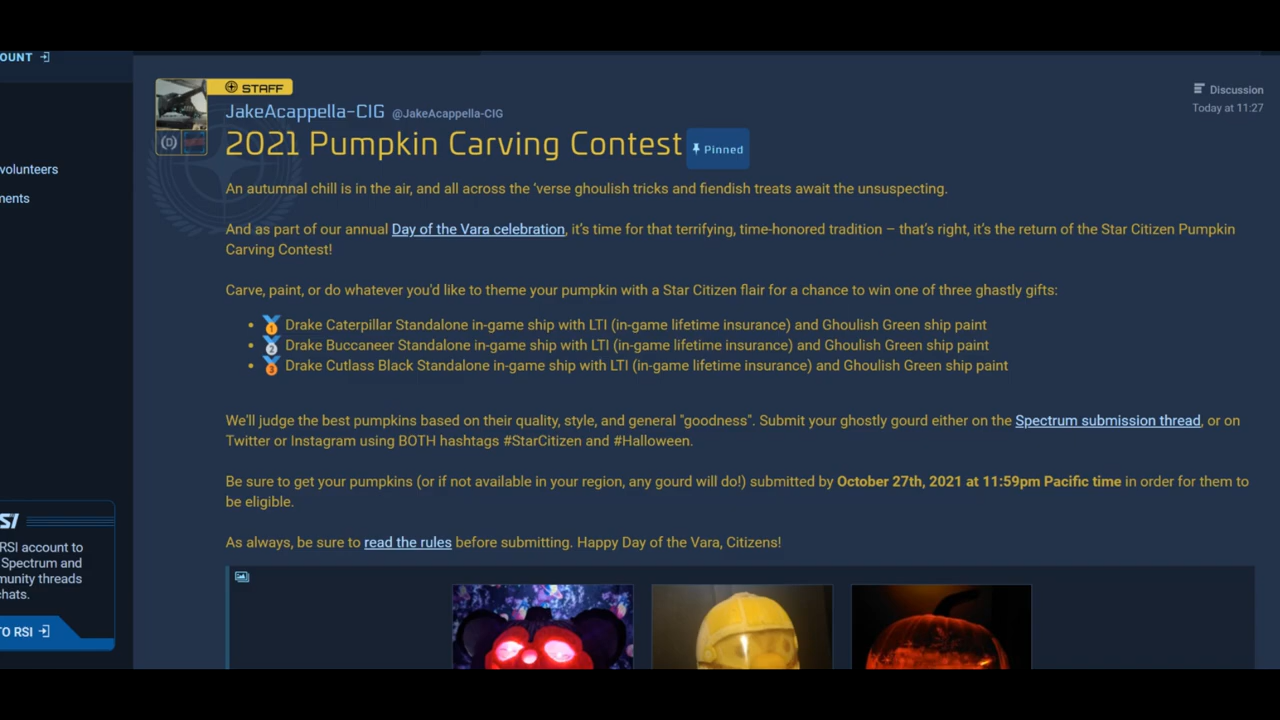 OUNT
STAFF
JakeAcappella-CIG @JakeAcappella-CIG
Discussion
Today at 11:27
2021 Pumpkin Carving Contest Pinned
volunteers
ments
An autumnal chill is in the air, and all across the ‘verse ghoulish tricks and fiendish treats await the unsuspecting.
And as part of our annual Day of the Vara celebration, it’s time for that terrifying, time-honored tradition – that’s right, it’s the return of the Star Citizen Pumpkin
Carving Contest!
Carve, paint, or do whatever you'd like to theme your pumpkin with a Star Citizen flair for a chance to win one of three ghastly gifts:
• 🥇 Drake Caterpillar Standalone in-game ship with LTI (in-game lifetime insurance) and Ghoulish Green ship paint
• 🥈 Drake Buccaneer Standalone in-game ship with LTI (in-game lifetime insurance) and Ghoulish Green ship paint
• 🥉 Drake Cutlass Black Standalone in-game ship with LTI (in-game lifetime insurance) and Ghoulish Green ship paint
We'll judge the best pumpkins based on their quality, style, and general "goodness". Submit your ghostly gourd either on the Spectrum submission thread, or on
Twitter or Instagram using BOTH hashtags #StarCitizen and #Halloween.
Be sure to get your pumpkins (or if not available in your region, any gourd will do!) submitted by October 27th, 2021 at 11:59pm Pacific time in order for them to
be eligible.
As always, be sure to read the rules before submitting. Happy Day of the Vara, Citizens!
SI
RSI account to
Spectrum and
munity threads
chats.
TO RSI